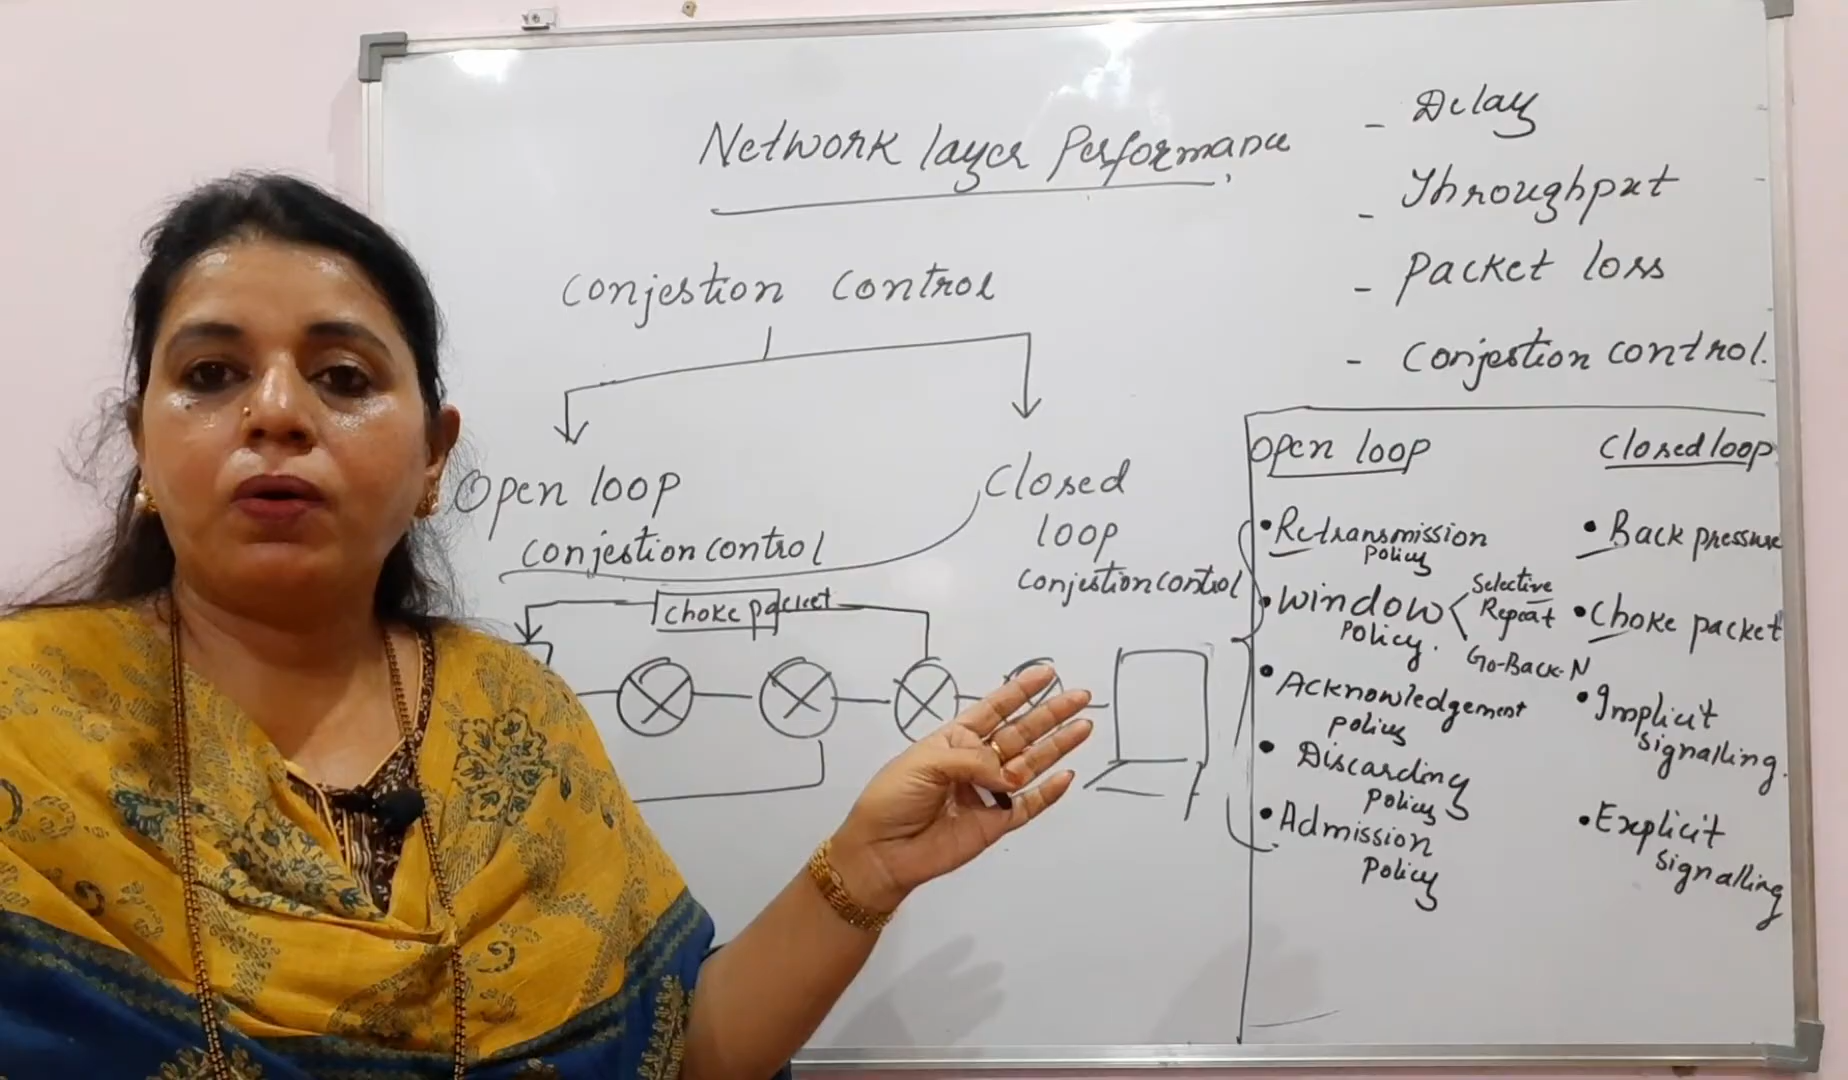 Network layer Performance
- Delay
- Throughput
- Packet loss
- Conjestion control.
Conjestion control
Open loop
conjestion control
Closed
loop
conjestion control
Choke packet
Open loop
• Retransmission
policy
• Window
policy.
Selective
Repeat
Go-Back-N
• Acknowledgement
policy
• Discarding
policy
• Admission
policy
Closed loop
• Back pressure
• Choke packet
• Implicit
signalling.
• Explicit
signalling